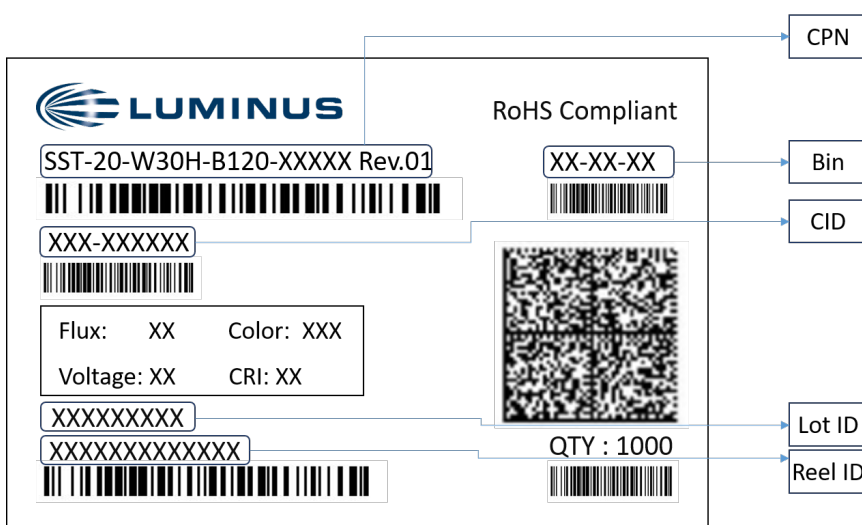 CPN
LUMINUS
RoHS Compliant
SST-20-W30H-B120-XXXXX Rev.01
XX-XX-XX
Bin
CID
XXX-XXXXXX
Flux: XX Color: XXX
Voltage: XX CRI: XX
XXXXXXXXX
Lot ID
XXXXXXXXXXXXX
QTY : 1000
Reel ID